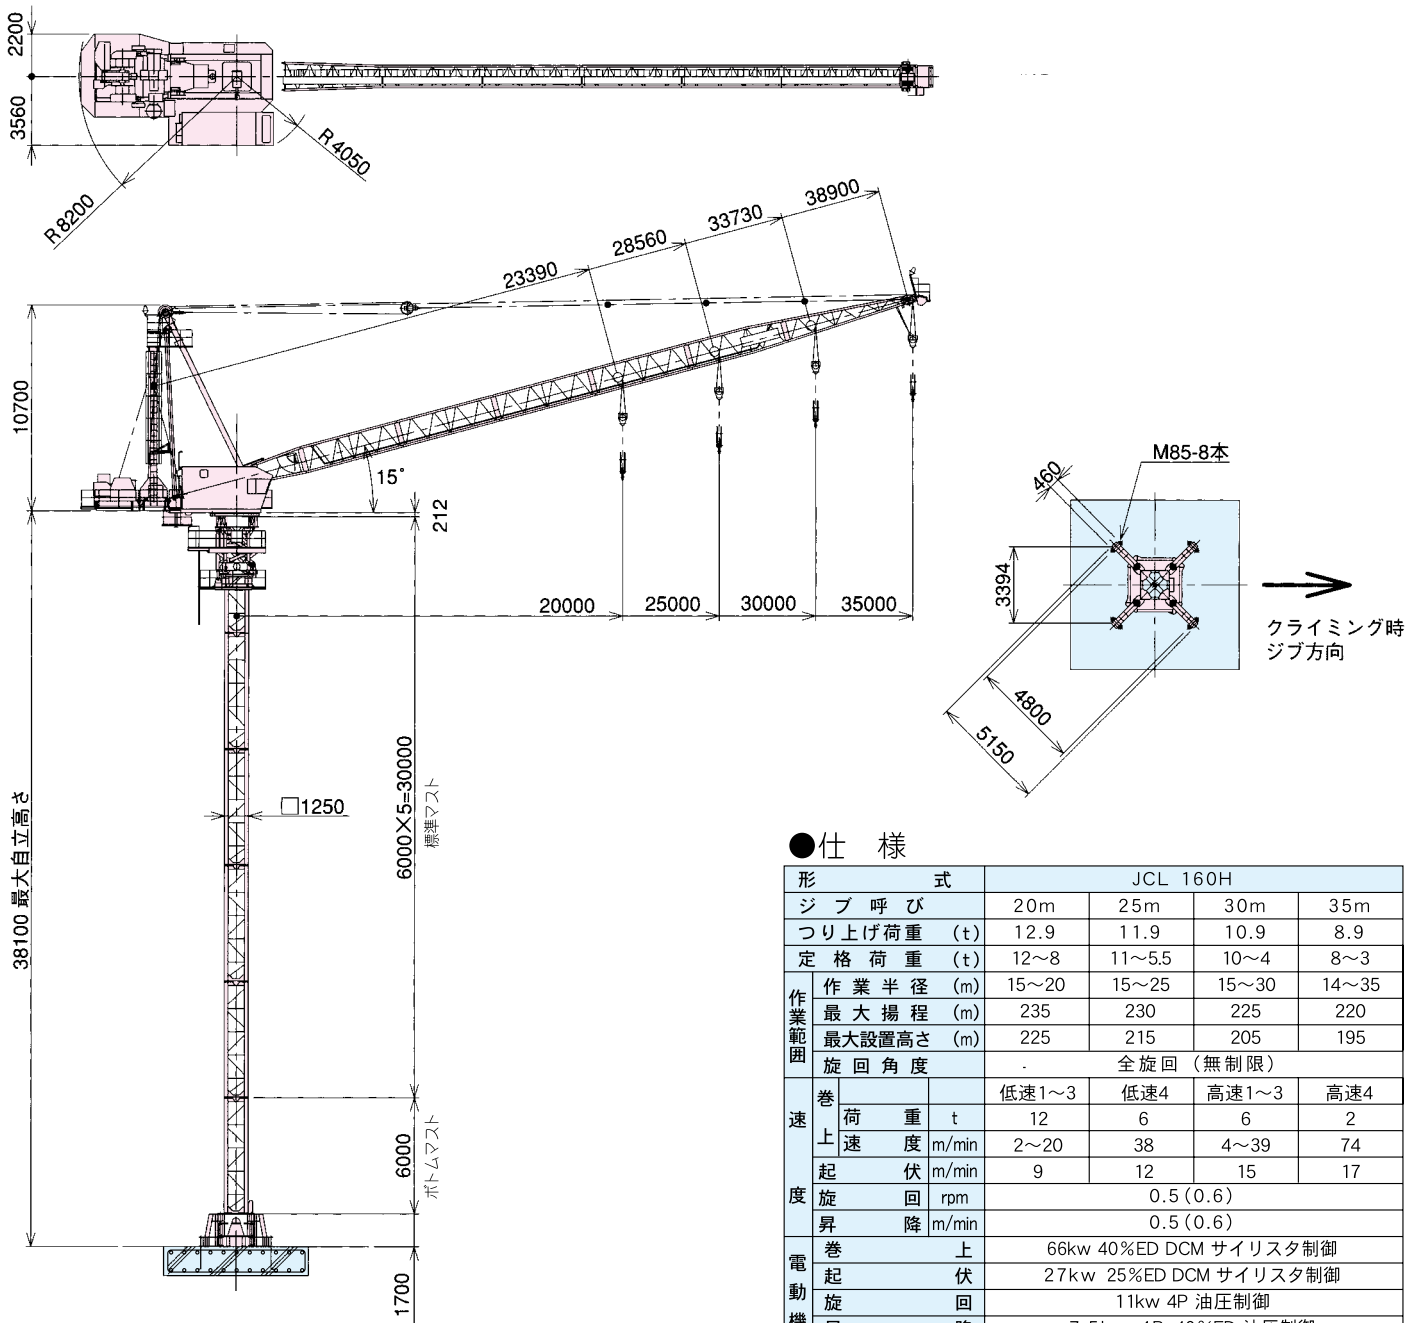 2200
3560
R8200
R4050
23390
28560
33730
38900
10700
15°
212
20000
25000
30000
35000
38100 最大自立高さ
□1250
6000×5=30000
標準マスト
6000
ボトムマスト
1700
M85-8本
460
3394
4800
5150
クライミング時
ジブ方向
●仕 様
形 式 JCL 160H
ジブ呼び 20m 25m 30m 35m
つり上げ荷重 (t) 12.9 11.9 10.9 8.9
定格荷重 (t) 12〜8 11〜5.5 10〜4 8〜3
作業範囲
作業半径 (m) 15〜20 15〜25 15〜30 14〜35
最大揚程 (m) 235 230 225 220
最大設置高さ (m) 225 215 205 195
旋回角度 全旋回(無制限)
速度
巻上
低速1〜3 低速4 高速1〜3 高速4
荷重 t 12 6 6 2
速度 m/min 2〜20 38 4〜39 74
起伏 m/min 9 12 15 17
旋回 rpm 0.5(0.6)
昇降 m/min 0.5(0.6)
電動機
巻上 66kw 40%ED DCM サイリスタ制御
起伏 27kw 25%ED DCM サイリスタ制御
旋回 11kw 4P 油圧制御